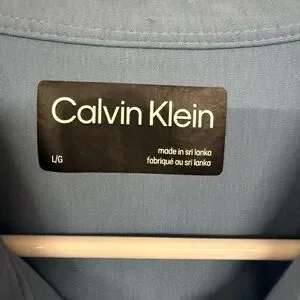 Calvin Klein
made in sri lanka
L/G fabriqué au sri lanka